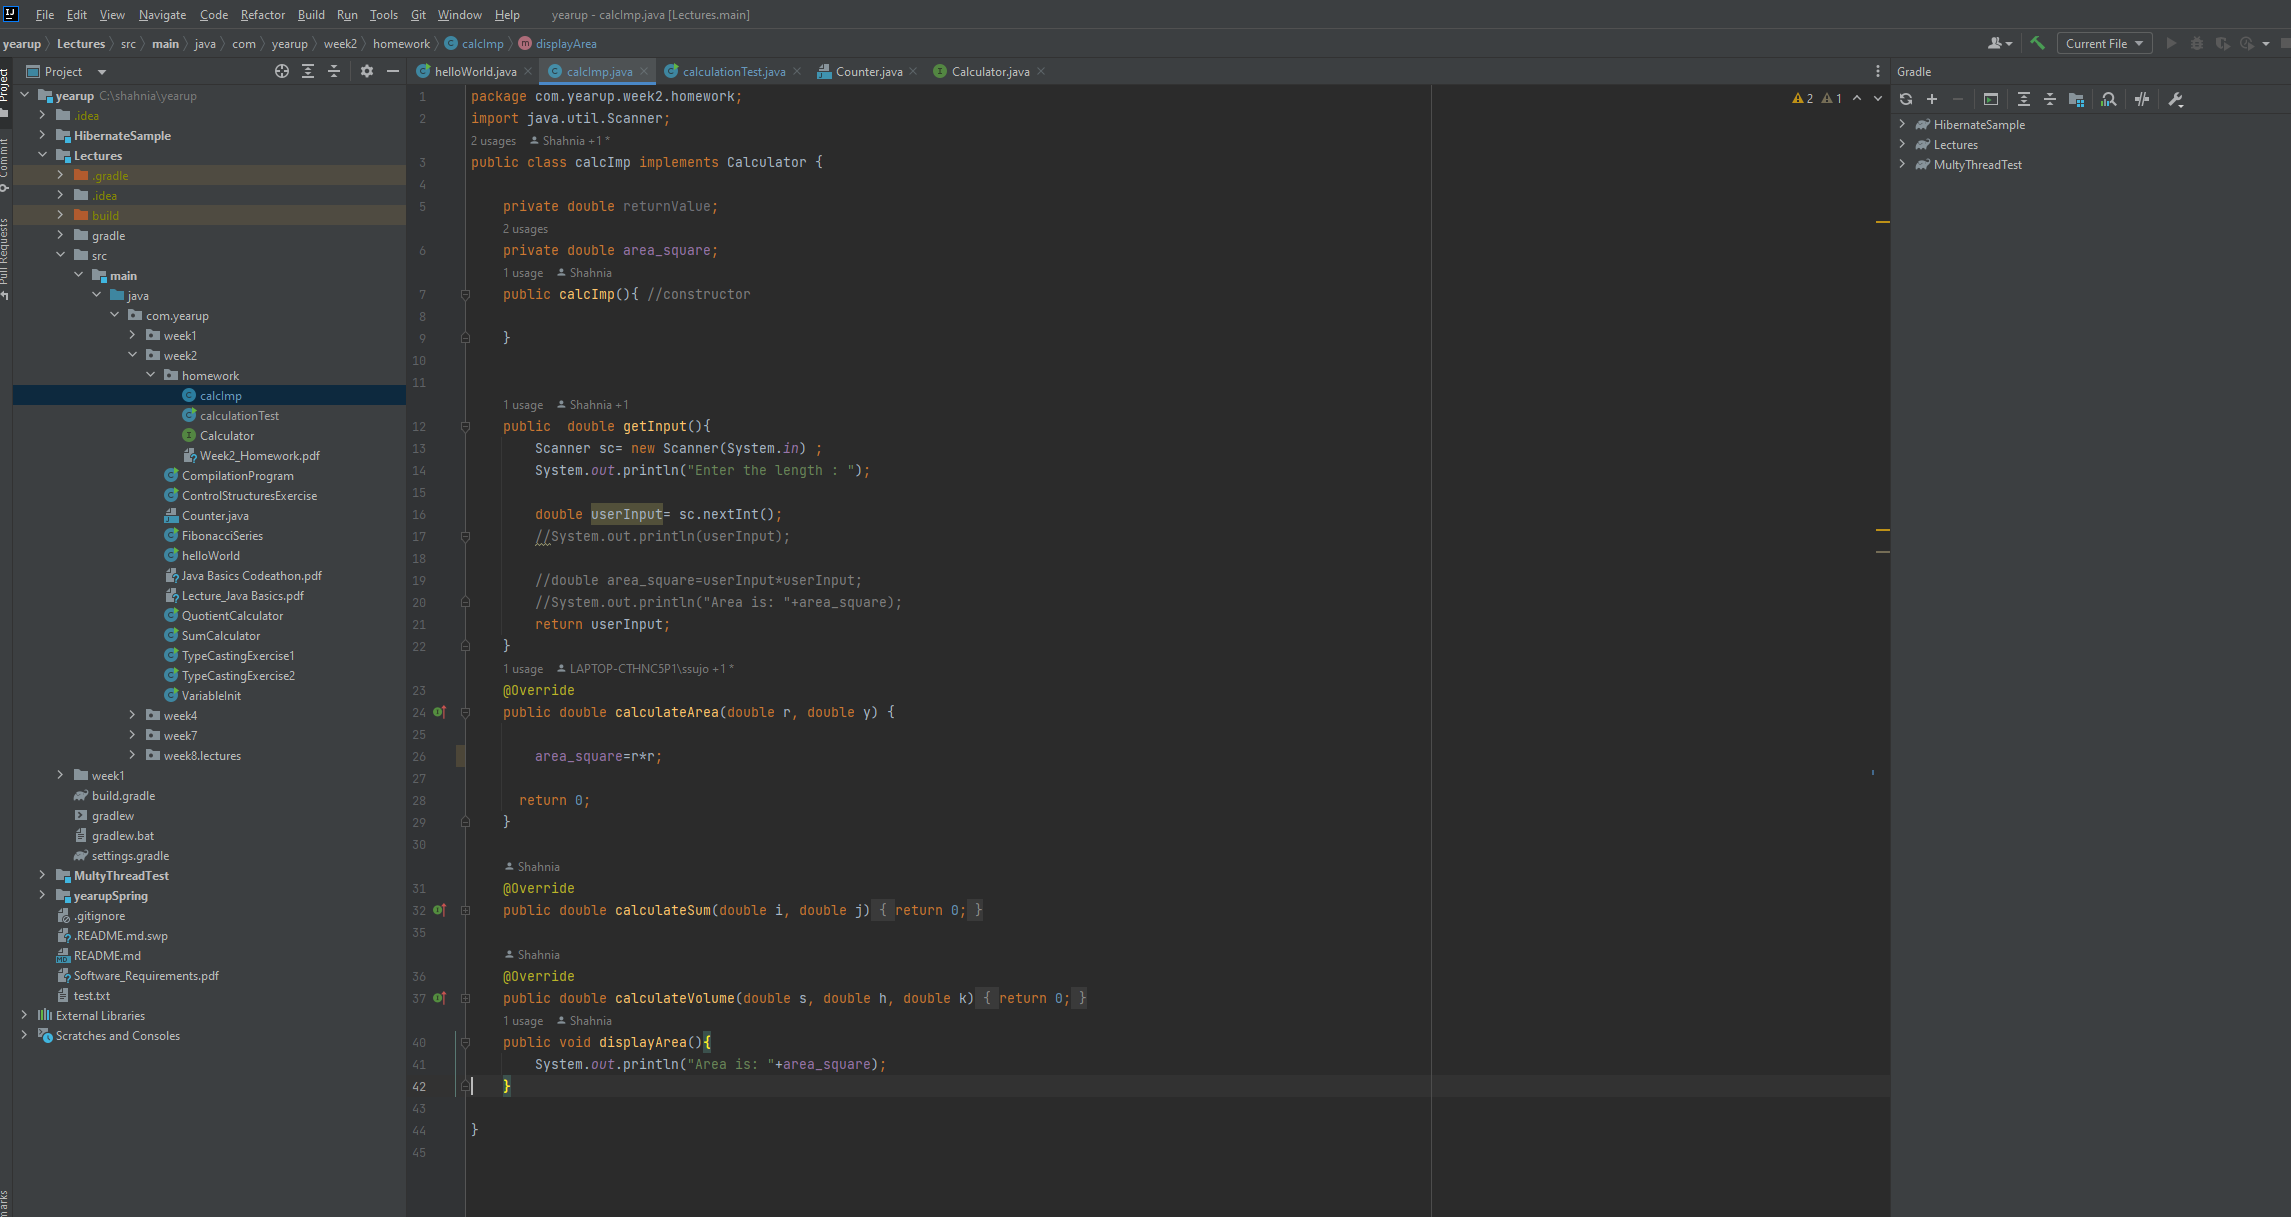 File Edit View Navigate Code Refactor Build Run Tools Git Window Help yearup - calcImp.java [Lectures.main]
yearup Lectures src main java com yearup week2 homework calcImp displayArea Current File
Project
helloWorld.java calcImp.java calculationTest.java Counter.java Calculator.java
Gradle
Project
Commit
Pull Requests
yearup C:\shahnia\yearup
.idea
HibernateSample
Lectures
.gradle
.idea
build
gradle
src
main
java
com.yearup
week1
week2
homework
calcImp
calculationTest
Calculator
Week2_Homework.pdf
CompilationProgram
ControlStructuresExercise
Counter.java
FibonacciSeries
helloWorld
Java Basics Codeathon.pdf
Lecture_Java Basics.pdf
QuotientCalculator
SumCalculator
TypeCastingExercise1
TypeCastingExercise2
VariableInit
week4
week7
week8.lectures
week1
build.gradle
gradlew
gradlew.bat
settings.gradle
MultyThreadTest
yearupSpring
.gitignore
.README.md.swp
README.md
Software_Requirements.pdf
test.txt
External Libraries
Scratches and Consoles
2 1
1 package com.yearup.week2.homework;
2 import java.util.Scanner;
2 usages Shahnia +1 *
3 public class calcImp implements Calculator {
4
5 private double returnValue;
2 usages
6 private double area_square;
1 usage Shahnia
7 public calcImp(){ //constructor
8
9 }
10
11
1 usage Shahnia +1
12 public  double getInput(){
13 Scanner sc= new Scanner(System.in) ;
14 System.out.println("Enter the length : ");
15
16 double userInput= sc.nextInt();
17 //System.out.println(userInput);
18
19 //double area_square=userInput*userInput;
20 //System.out.println("Area is: "+area_square);
21 return userInput;
22 }
1 usage LAPTOP-CTHNC5P1\ssujo +1 *
23 @Override
24 public double calculateArea(double r, double y) {
25
26 area_square=r*r;
27
28 return 0;
29 }
30
Shahnia
31 @Override
32 public double calculateSum(double i, double j) { return 0; }
35
Shahnia
36 @Override
37 public double calculateVolume(double s, double h, double k) { return 0; }
1 usage Shahnia
40 public void displayArea(){
41 System.out.println("Area is: "+area_square);
42 }
43
44 }
45
HibernateSample
Lectures
MultyThreadTest